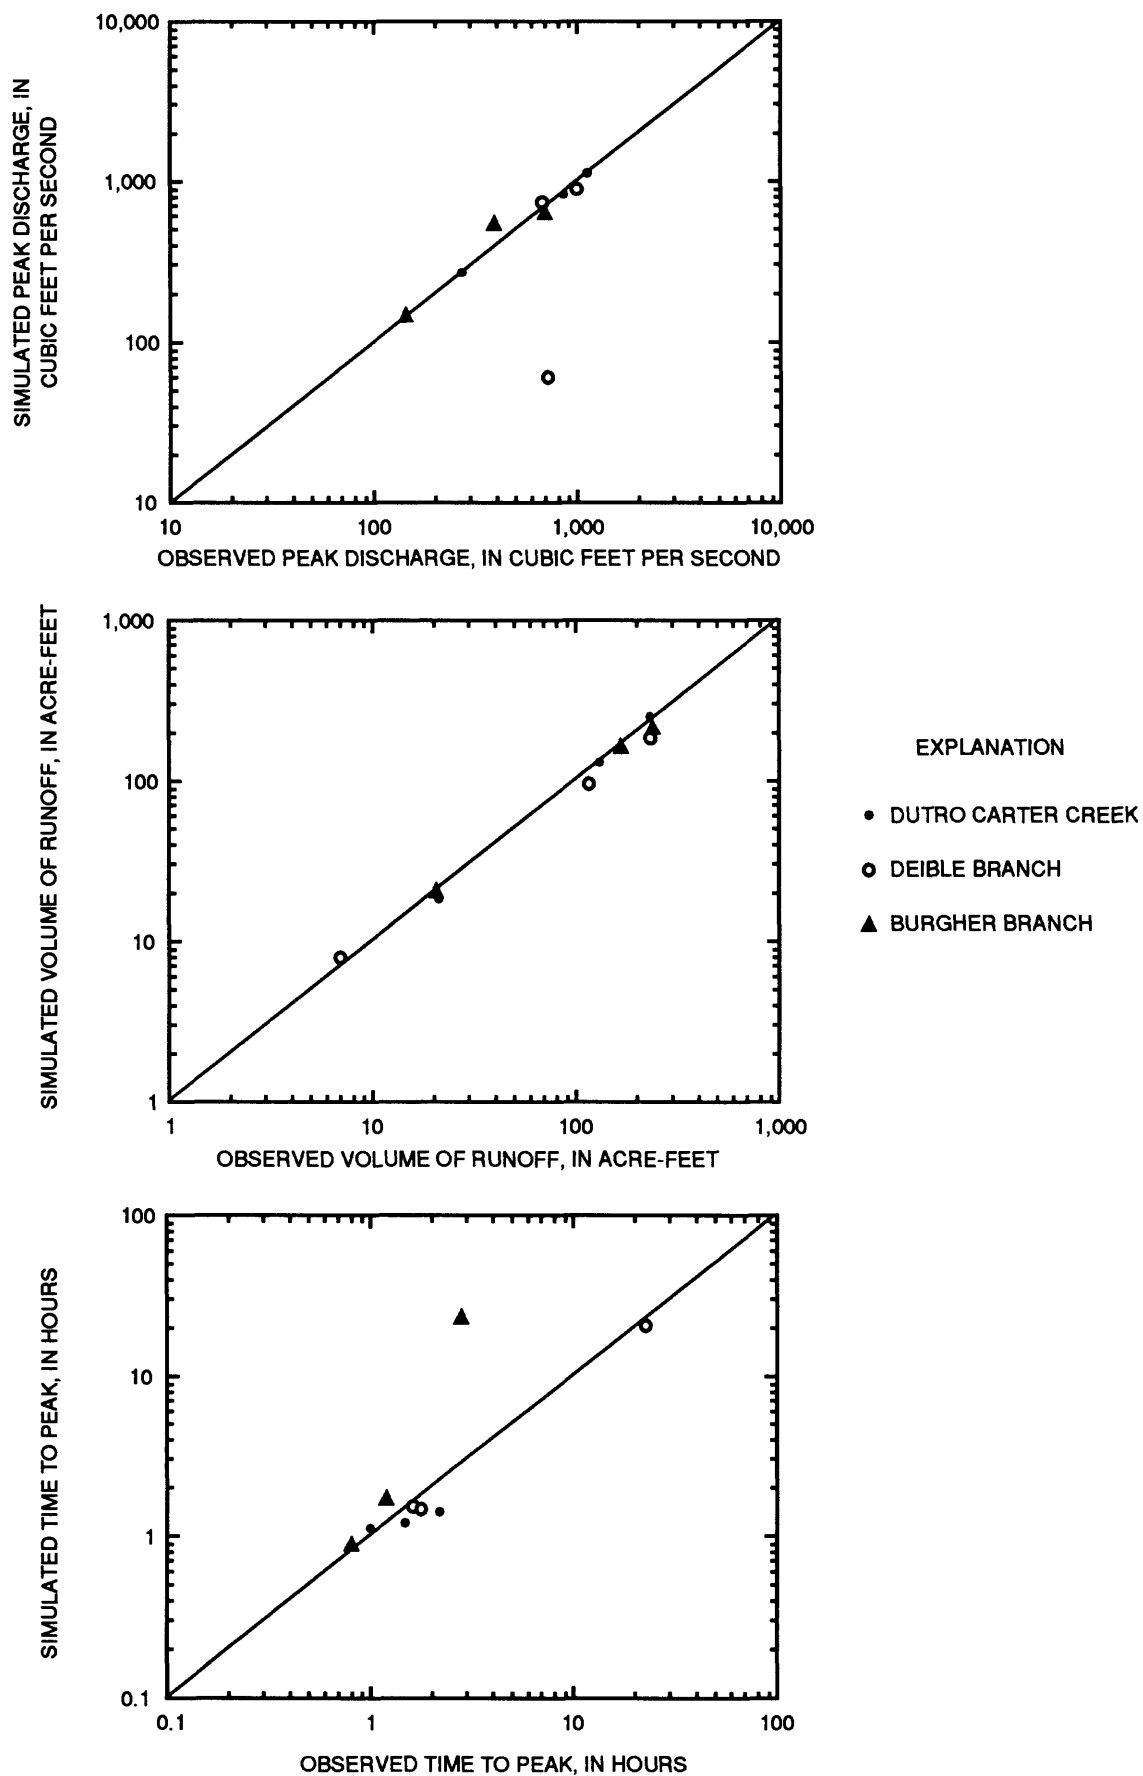 SIMULATED PEAK DISCHARGE, IN
CUBIC FEET PER SECOND
10,000
1,000
100
10
10
100
1,000
10,000
OBSERVED PEAK DISCHARGE, IN CUBIC FEET PER SECOND
SIMULATED VOLUME OF RUNOFF, IN ACRE-FEET
1,000
100
10
1
1
10
100
1,000
OBSERVED VOLUME OF RUNOFF, IN ACRE-FEET
EXPLANATION
DUTRO CARTER CREEK
DEIBLE BRANCH
BURGHER BRANCH
SIMULATED TIME TO PEAK, IN HOURS
100
10
1
0.1
0.1
1
10
100
OBSERVED TIME TO PEAK, IN HOURS